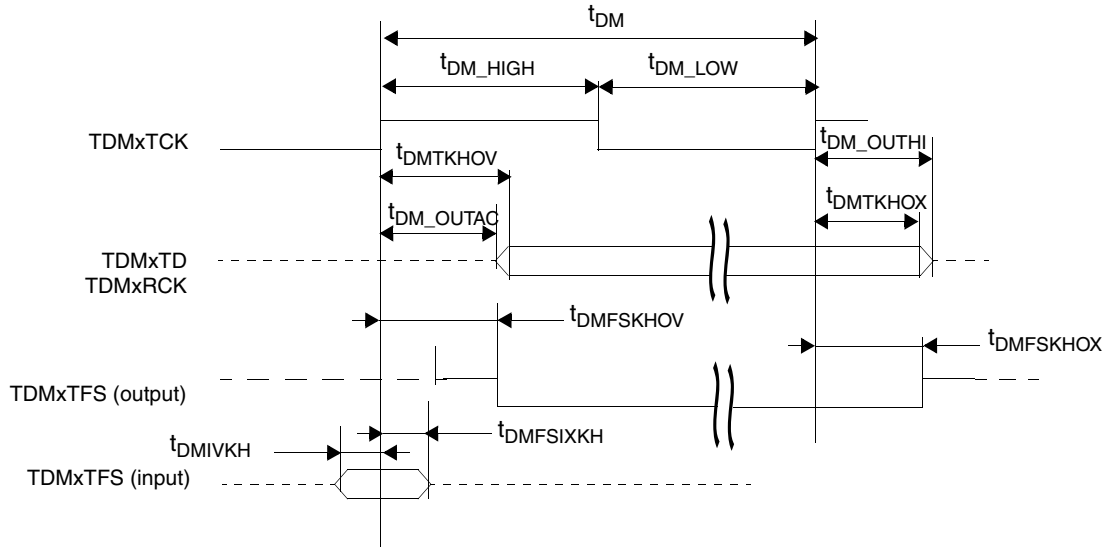 tDM
tDM_HIGH
tDM_LOW
TDMxTCK
tDM_OUTHI
tDMTKHOV
tDMTKHOX
tDM_OUTAC
TDMxTD
TDMxRCK
tDMFSKHOV
tDMFSKHOX
TDMxTFS (output)
tDMFSIXKH
tDMIVKH
TDMxTFS (input)